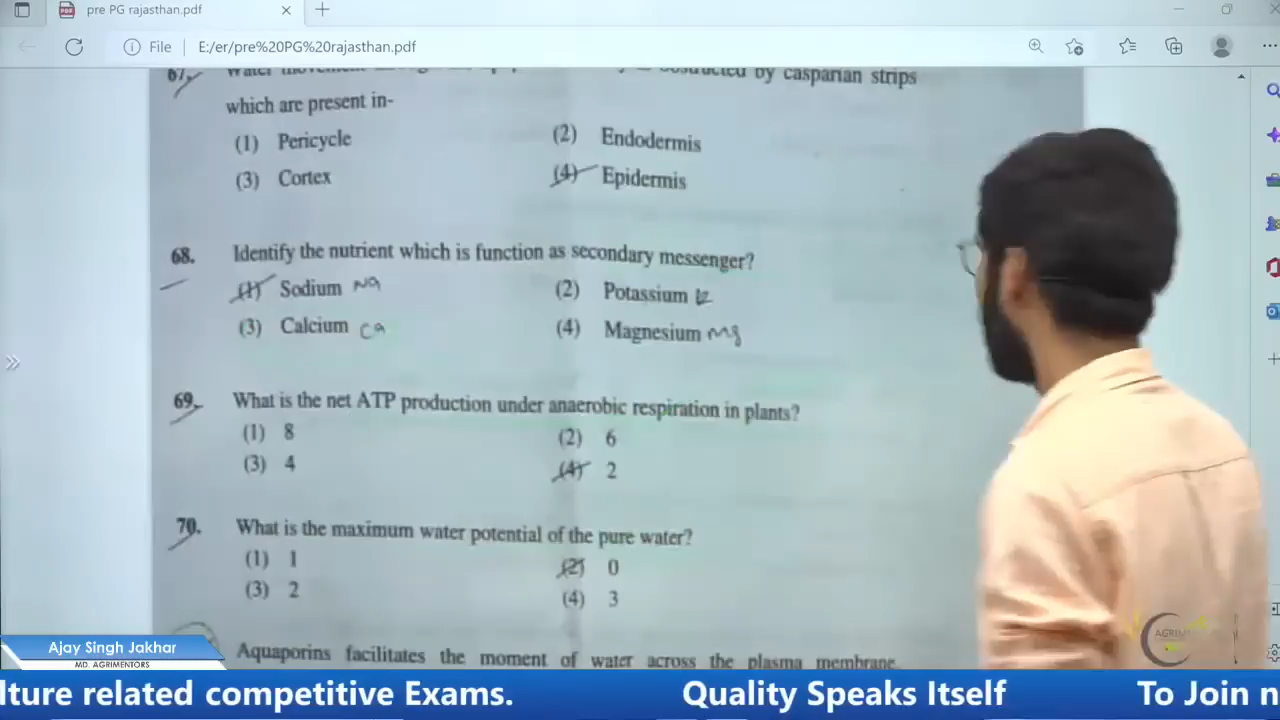 pre PG rajasthan.pdf
File E:/er/pre%20PG%20rajasthan.pdf
67. by casparian strips
which are present in-
(1) Pericycle (2) Endodermis
(3) Cortex (4) Epidermis
68. Identify the nutrient which is function as secondary messenger?
(1) Sodium Na (2) Potassium K
(3) Calcium Ca (4) Magnesium Mg
69. What is the net ATP production under anaerobic respiration in plants?
(1) 8 (2) 6
(3) 4 (4) 2
70. What is the maximum water potential of the pure water?
(1) 1 (2) 0
(3) 2 (4) 3
Aquaporins facilitates the moment of water across the plasma membrane.
Ajay Singh Jakhar
MD. AGRIMENTORS
lture related competitive Exams. Quality Speaks Itself To Join n